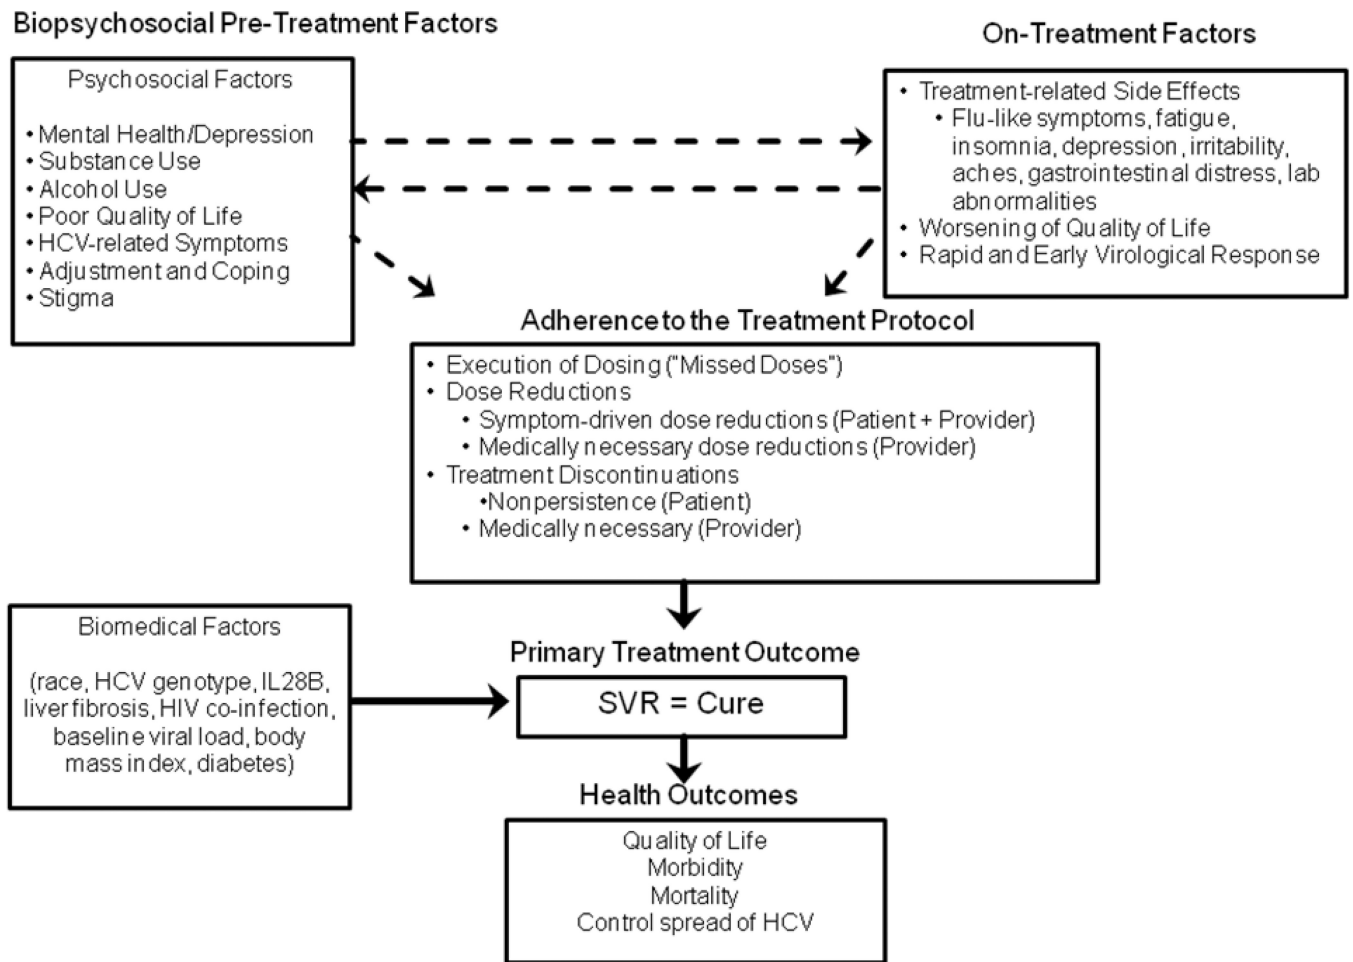 Biopsychosocial Pre-Treatment Factors
Psychosocial Factors
• Mental Health/Depression
• Substance Use
• Alcohol Use
• Poor Quality of Life
• HCV-related Symptoms
• Adjustment and Coping
• Stigma
On-Treatment Factors
• Treatment-related Side Effects
• Flu-like symptoms, fatigue,
insomnia, depression, irritability,
aches, gastrointestinal distress, lab
abnormalities
• Worsening of Quality of Life
• Rapid and Early Virological Response
Adherence to the Treatment Protocol
• Execution of Dosing ("Missed Doses")
• Dose Reductions
• Symptom-driven dose reductions (Patient + Provider)
• Medically necessary dose reductions (Provider)
• Treatment Discontinuations
•Nonpersistence (Patient)
• Medically necessary (Provider)
Biomedical Factors
(race, HCV genotype, IL28B,
liver fibrosis, HIV co-infection,
baseline viral load, body
mass index, diabetes)
Primary Treatment Outcome
SVR = Cure
Health Outcomes
Quality of Life
Morbidity
Mortality
Control spread of HCV